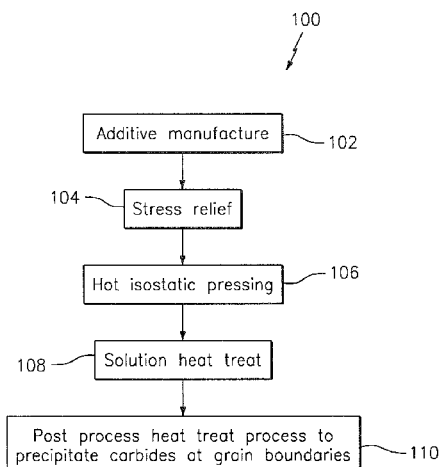 100
Additive manufacture
102
104
Stress relief
Hot isostatic pressing
106
108
Solution heat treat
Post process heat treat process to
precipitate carbides at grain boundaries
110